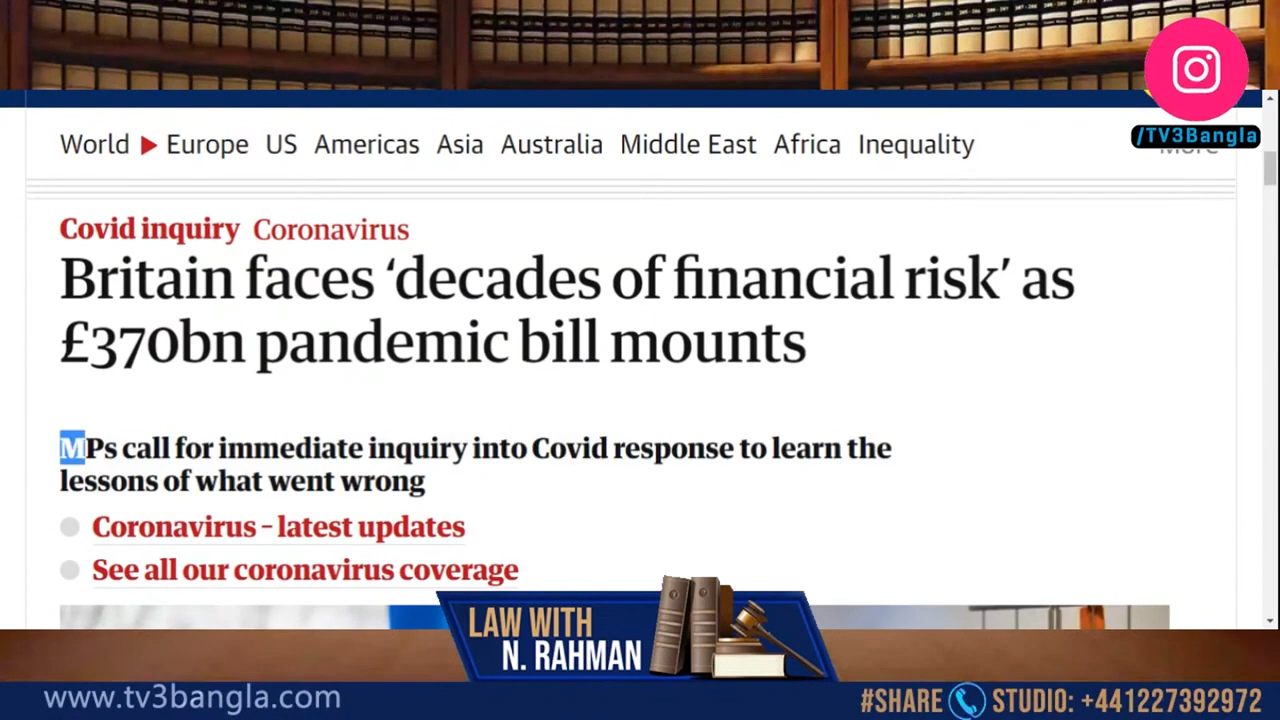 /TV3Bangla
World Europe US Americas Asia Australia Middle East Africa Inequality
More
Covid inquiry Coronavirus
Britain faces ‘decades of financial risk’ as
£370bn pandemic bill mounts
MPs call for immediate inquiry into Covid response to learn the
lessons of what went wrong
Coronavirus – latest updates
See all our coronavirus coverage
LAW WITH
N. RAHMAN
www.tv3bangla.com
#SHARE STUDIO: +441227392972